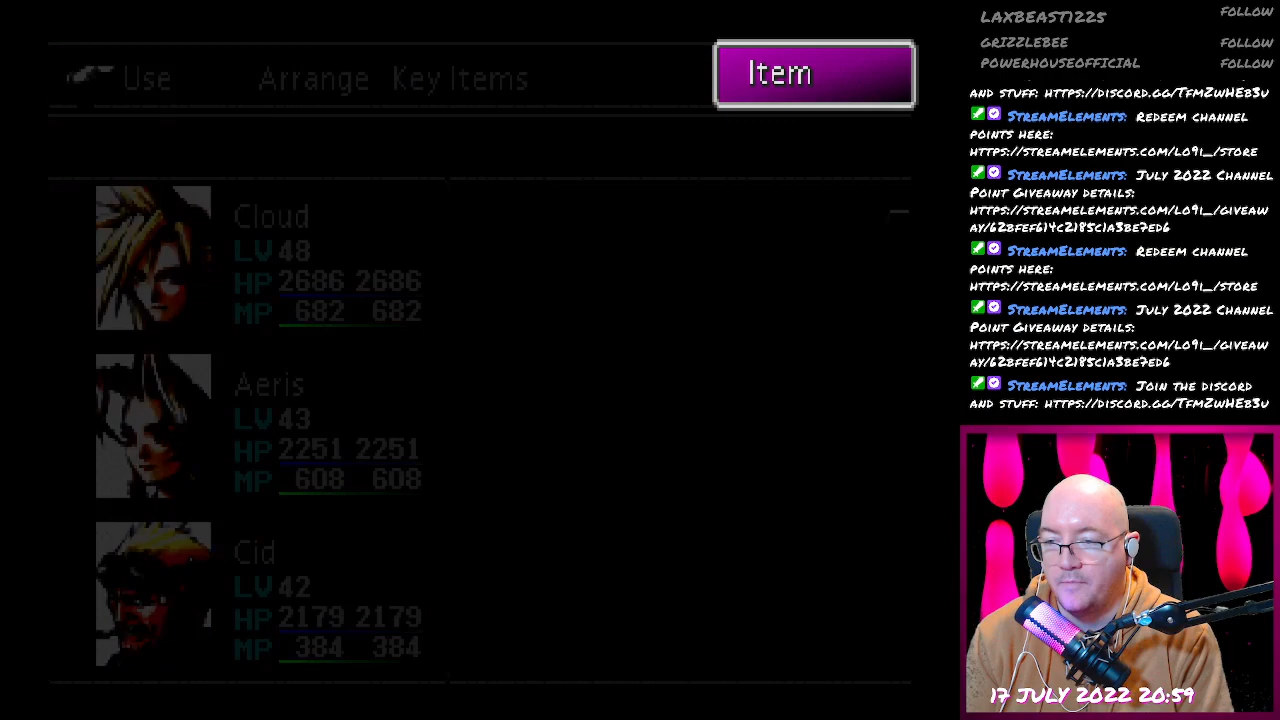 Use Arrange Key Items
Item
Cloud
LV 48
HP 2686 2686
MP 682 682
Aeris
LV 43
HP 2251 2251
MP 608 608
Cid
LV 42
HP 2179 2179
MP 384 384
LAXBEAST1225 FOLLOW
GRIZZLEBEE FOLLOW
POWERHOUSEOFFICIAL FOLLOW
AND STUFF: HTTPS://DISCORD.GG/TFMZWHE83U
STREAMELEMENTS: REDEEM CHANNEL
POINTS HERE:
HTTPS://STREAMELEMENTS.COM/LO9I_/STORE
STREAMELEMENTS: JULY 2022 CHANNEL
POINT GIVEAWAY DETAILS:
HTTPS://STREAMELEMENTS.COM/LO9I_/GIVEAW
AY/62BFEF614C2185C1A3BE7ED6
STREAMELEMENTS: REDEEM CHANNEL
POINTS HERE:
HTTPS://STREAMELEMENTS.COM/LO9I_/STORE
STREAMELEMENTS: JULY 2022 CHANNEL
POINT GIVEAWAY DETAILS:
HTTPS://STREAMELEMENTS.COM/LO9I_/GIVEAW
AY/62BFEF614C2185C1A3BE7ED6
STREAMELEMENTS: JOIN THE DISCORD
AND STUFF: HTTPS://DISCORD.GG/TFMZWHE83U
17 JULY 2022 20:59